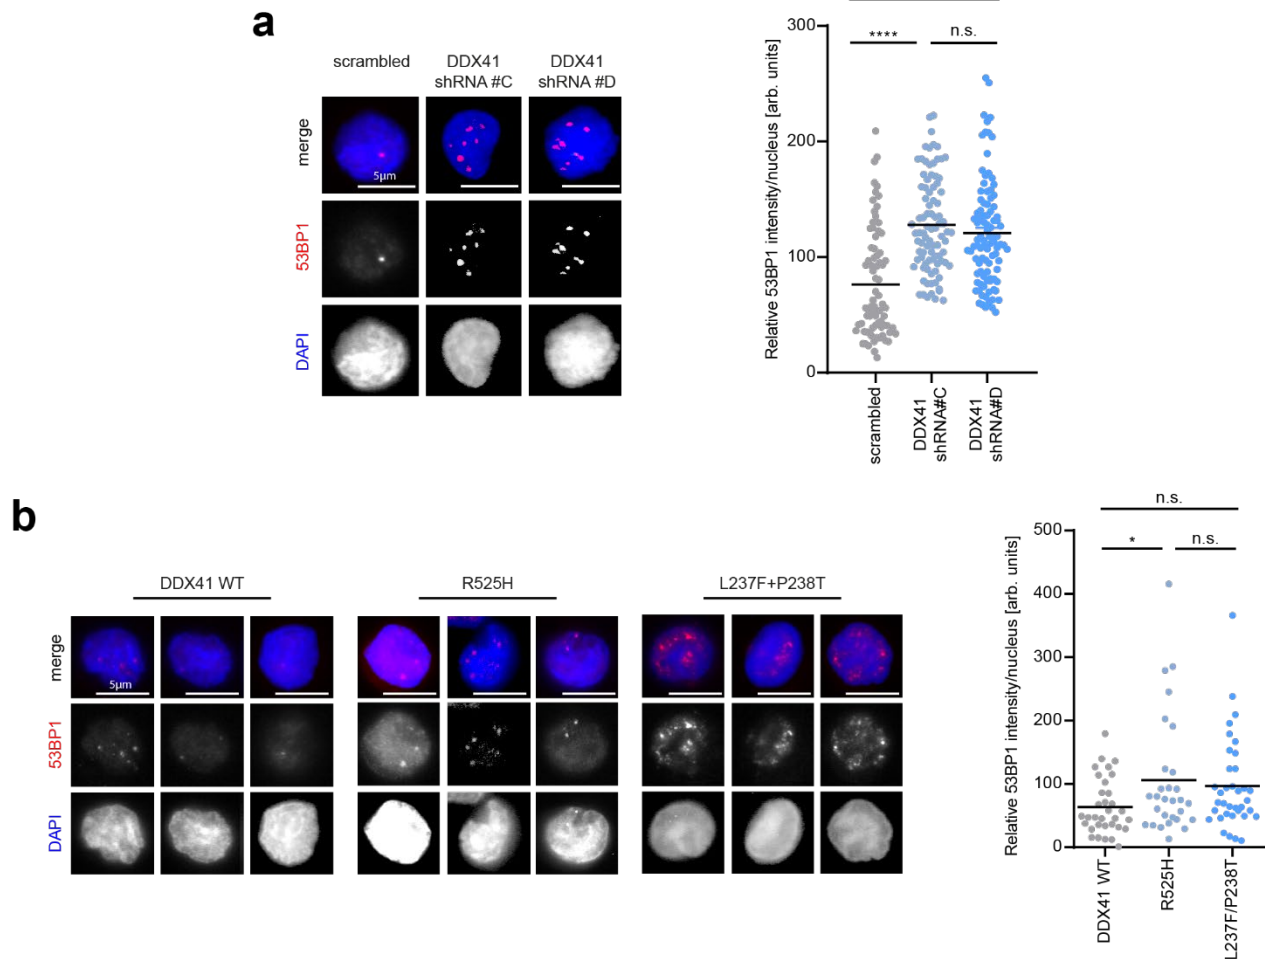 a
scrambled
DDX41
shRNA #C
DDX41
shRNA #D
merge
5µm
53BP1
DAPI
Relative 53BP1 intensity/nucleus [arb. units]
300
200
100
0
****
n.s.
scrambled
DDX41
shRNA#C
DDX41
shRNA#D
b
DDX41 WT
R525H
L237F+P238T
merge
5µm
53BP1
DAPI
Relative 53BP1 intensity/nucleus [arb. units]
500
400
300
200
100
0
n.s.
*
n.s.
DDX41 WT
R525H
L237F/P238T